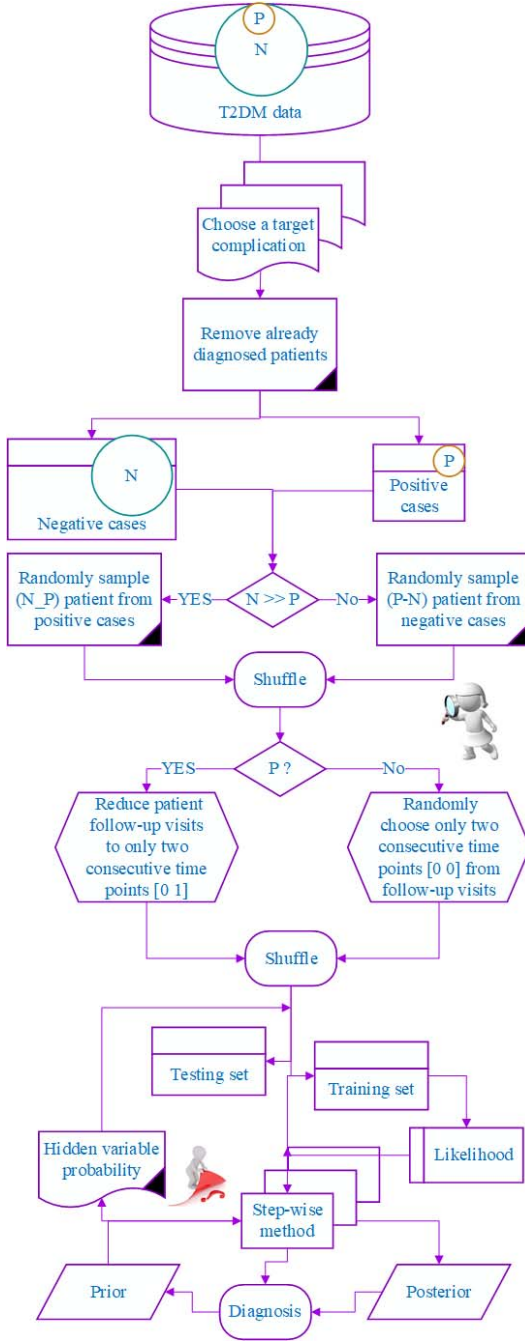 P
N
T2DM data
Choose a target
complication
Remove already
diagnosed patients
N
Negative cases
P
Positive
cases
Randomly sample
(N_P) patient from
positive cases
YES
N >> P
No
Randomly sample
(P-N) patient from
negative cases
Shuffle
YES
P ?
No
Reduce patient
follow-up visits
to only two
consecutive time
points [0 1]
Randomly
choose only two
consecutive time
points [0 0] from
follow-up visits
Shuffle
Testing set
Training set
Hidden variable
probability
Likelihood
Step-wise
method
Prior
Diagnosis
Posterior